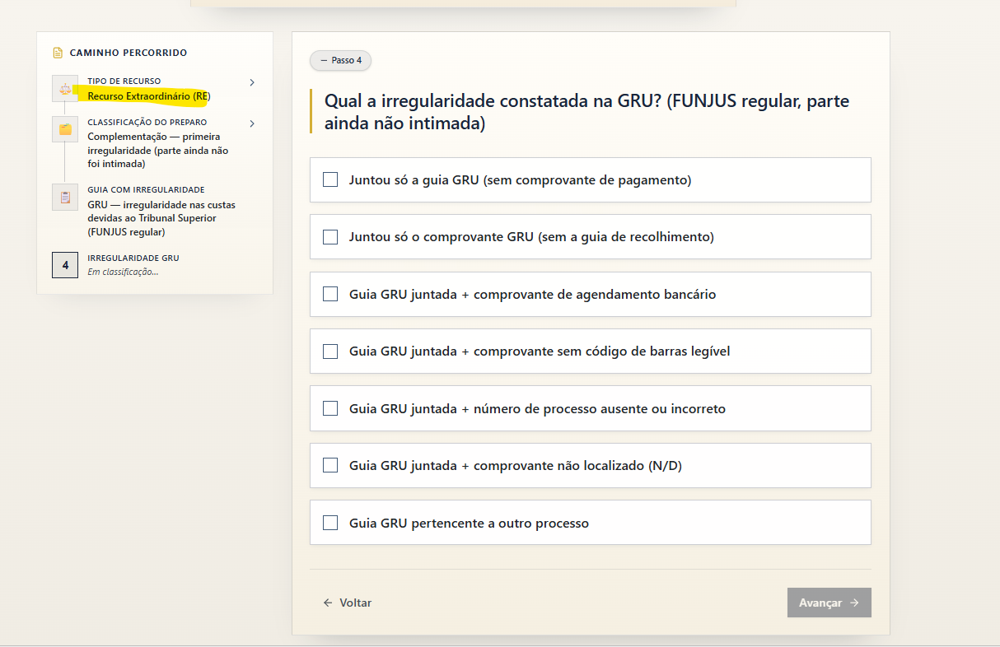 CAMINHO PERCORRIDO
TIPO DE RECURSO
Recurso Extraordinário (RE)
CLASSIFICAÇÃO DO PREPARO
Complementação — primeira
irregularidade (parte ainda não
foi intimada)
GUIA COM IRREGULARIDADE
GRU — irregularidade nas custas
devidas ao Tribunal Superior
(FUNJUS regular)
4
IRREGULARIDADE GRU
Em classificação...
— Passo 4
Qual a irregularidade constatada na GRU? (FUNJUS regular, parte
ainda não intimada)
Juntou só a guia GRU (sem comprovante de pagamento)
Juntou só o comprovante GRU (sem a guia de recolhimento)
Guia GRU juntada + comprovante de agendamento bancário
Guia GRU juntada + comprovante sem código de barras legível
Guia GRU juntada + número de processo ausente ou incorreto
Guia GRU juntada + comprovante não localizado (N/D)
Guia GRU pertencente a outro processo
← Voltar
Avançar →